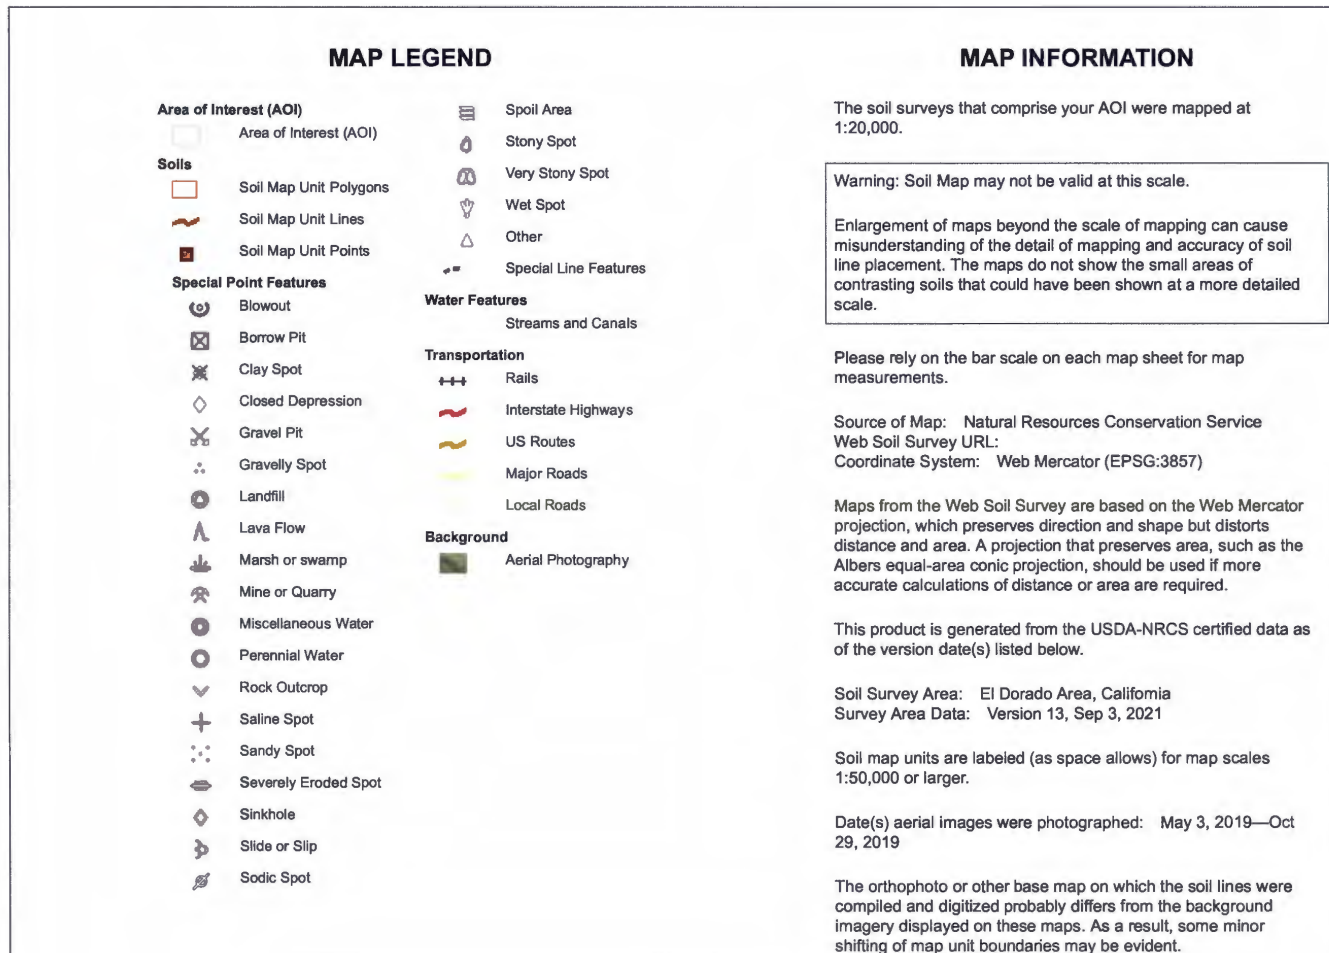 MAP LEGEND
Area of Interest (AOI)
Area of Interest (AOI)
Soils
Soil Map Unit Polygons
Soil Map Unit Lines
Soil Map Unit Points
Special Point Features
Blowout
Borrow Pit
Clay Spot
Closed Depression
Gravel Pit
Gravelly Spot
Landfill
Lava Flow
Marsh or swamp
Mine or Quarry
Miscellaneous Water
Perennial Water
Rock Outcrop
Saline Spot
Sandy Spot
Severely Eroded Spot
Sinkhole
Slide or Slip
Sodic Spot
Spoil Area
Stony Spot
Very Stony Spot
Wet Spot
Other
Special Line Features
Water Features
Streams and Canals
Transportation
Rails
Interstate Highways
US Routes
Major Roads
Local Roads
Background
Aerial Photography
MAP INFORMATION
The soil surveys that comprise your AOI were mapped at
1:20,000.
Warning: Soil Map may not be valid at this scale.
Enlargement of maps beyond the scale of mapping can cause
misunderstanding of the detail of mapping and accuracy of soil
line placement. The maps do not show the small areas of
contrasting soils that could have been shown at a more detailed
scale.
Please rely on the bar scale on each map sheet for map
measurements.
Source of Map: Natural Resources Conservation Service
Web Soil Survey URL:
Coordinate System: Web Mercator (EPSG:3857)
Maps from the Web Soil Survey are based on the Web Mercator
projection, which preserves direction and shape but distorts
distance and area. A projection that preserves area, such as the
Albers equal-area conic projection, should be used if more
accurate calculations of distance or area are required.
This product is generated from the USDA-NRCS certified data as
of the version date(s) listed below.
Soil Survey Area: El Dorado Area, California
Survey Area Data: Version 13, Sep 3, 2021
Soil map units are labeled (as space allows) for map scales
1:50,000 or larger.
Date(s) aerial images were photographed: May 3, 2019—Oct
29, 2019
The orthophoto or other base map on which the soil lines were
compiled and digitized probably differs from the background
imagery displayed on these maps. As a result, some minor
shifting of map unit boundaries may be evident.